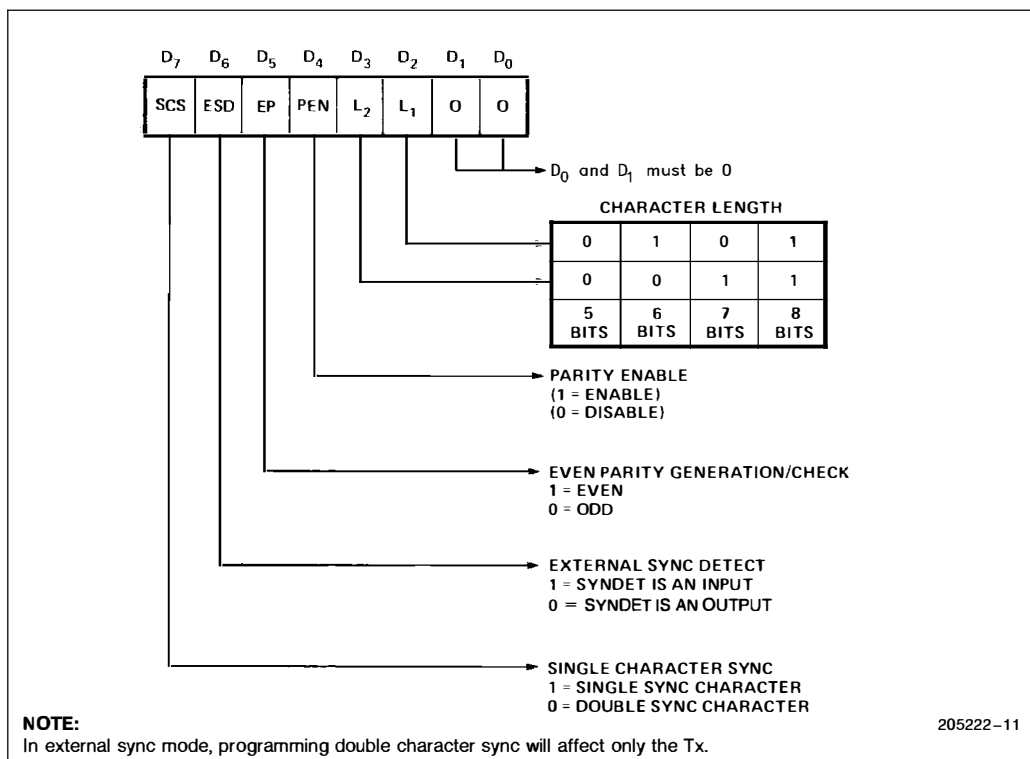 D₇ D₆ D₅ D₄ D₃ D₂ D₁ D₀
SCS ESD EP PEN L₂ L₁ 0 0
D₀ and D₁ must be 0
CHARACTER LENGTH
0 1 0 1
0 0 1 1
5 6 7 8
BITS BITS BITS BITS
PARITY ENABLE
(1 = ENABLE)
(0 = DISABLE)
EVEN PARITY GENERATION/CHECK
1 = EVEN
0 = ODD
EXTERNAL SYNC DETECT
1 = SYNDET IS AN INPUT
0 = SYNDET IS AN OUTPUT
SINGLE CHARACTER SYNC
1 = SINGLE SYNC CHARACTER
0 = DOUBLE SYNC CHARACTER
NOTE: 205222–11
In external sync mode, programming double character sync will affect only the Tx.